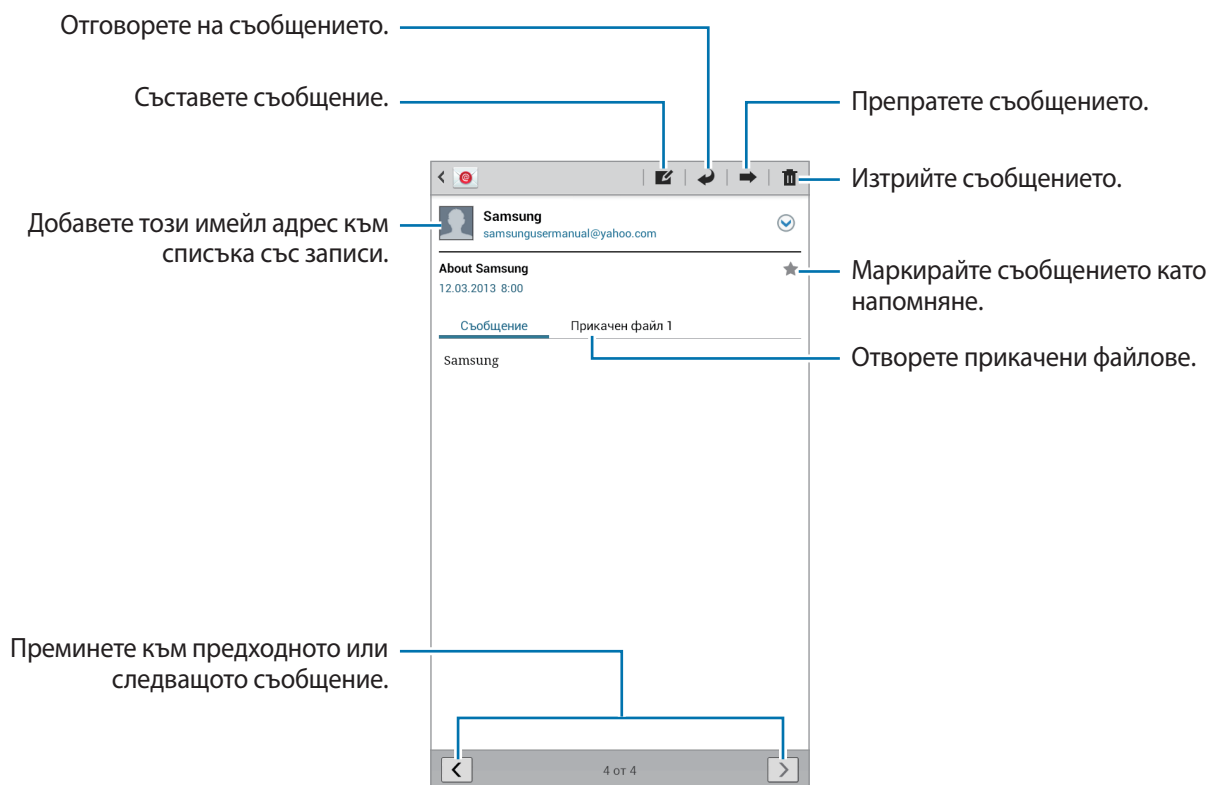 Отговорете на съобщението.
Съставете съобщение.
Препратете съобщението.
Изтрийте съобщението.
Добавете този имейл адрес към
списъка със записи.
Samsung
samsungusermanual@yahoo.com
About Samsung
12.03.2013 8:00
Маркирайте съобщението като
напомняне.
Съобщение Прикачен файл 1
Отворете прикачени файлове.
Samsung
Преминете към предходното или
следващото съобщение.
4 от 4